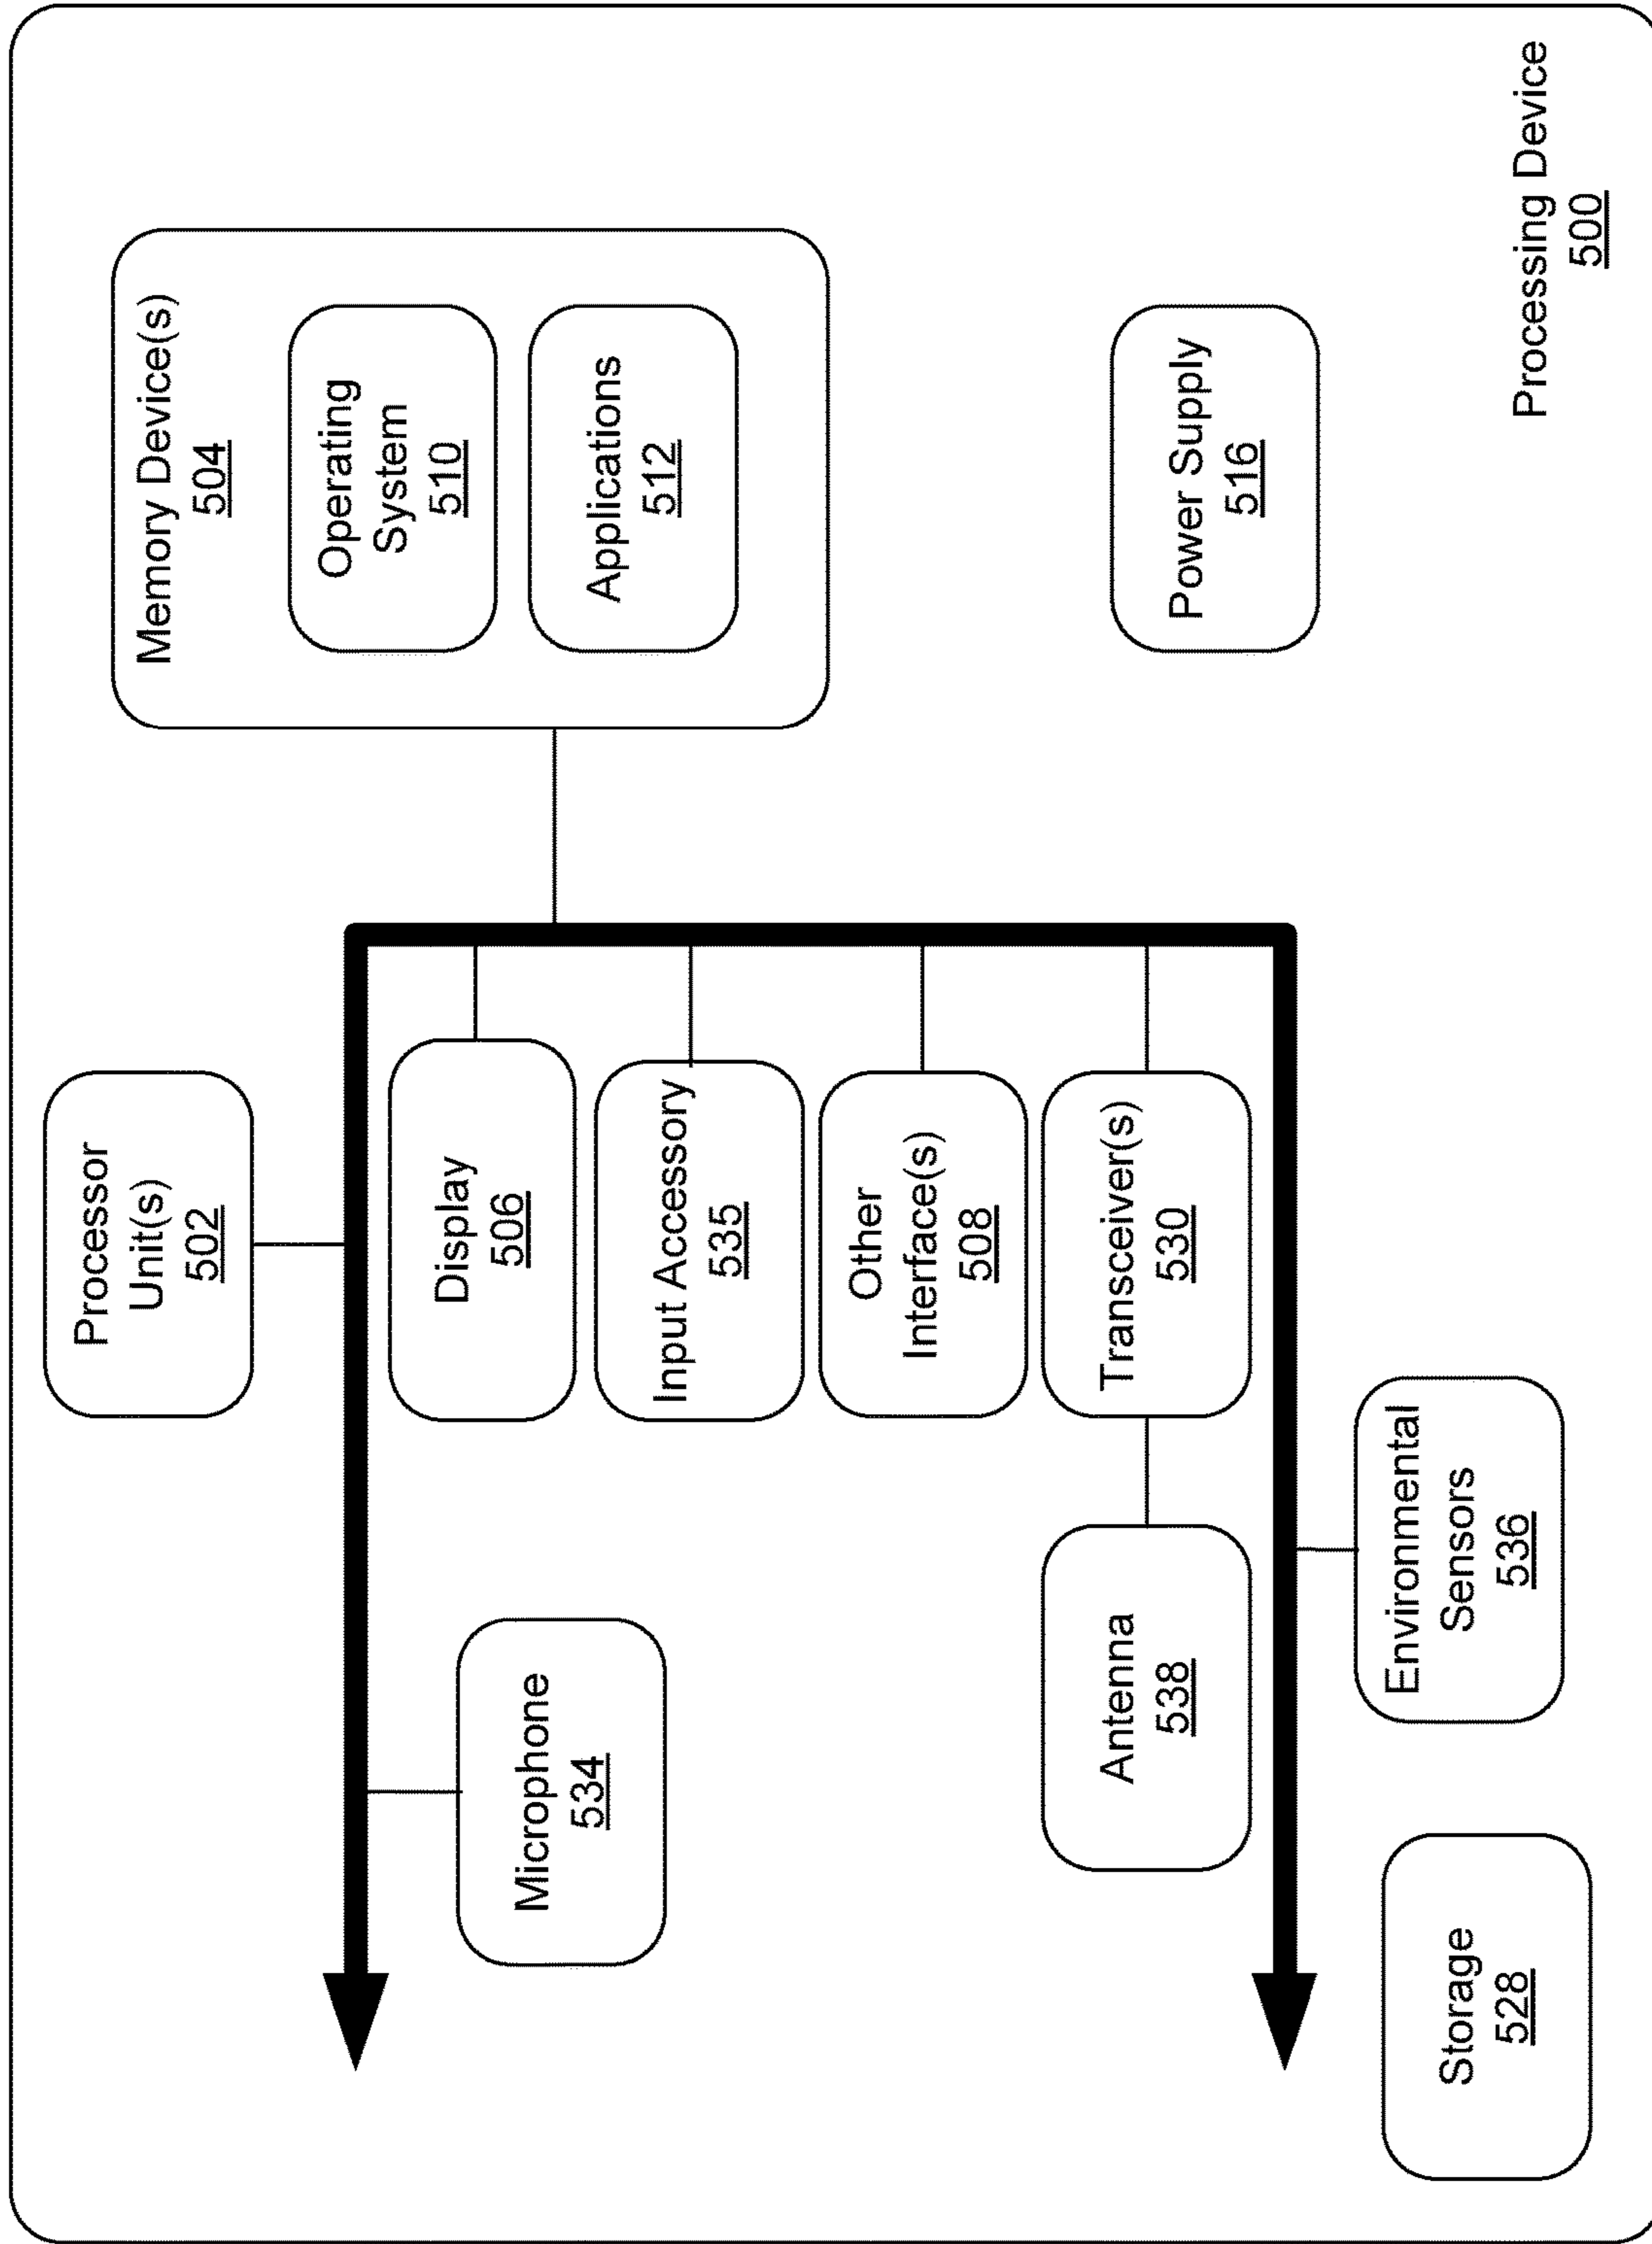 Processor
Unit(s)
502
Memory Device(s)
504
Operating
System
510
Applications
512
Display
506
Microphone
534
Input Accessory
535
Other
Interface(s)
508
Antenna
538
Transceiver(s)
530
Power Supply
516
Environmental
Sensors
536
Storage
528
Processing Device
500